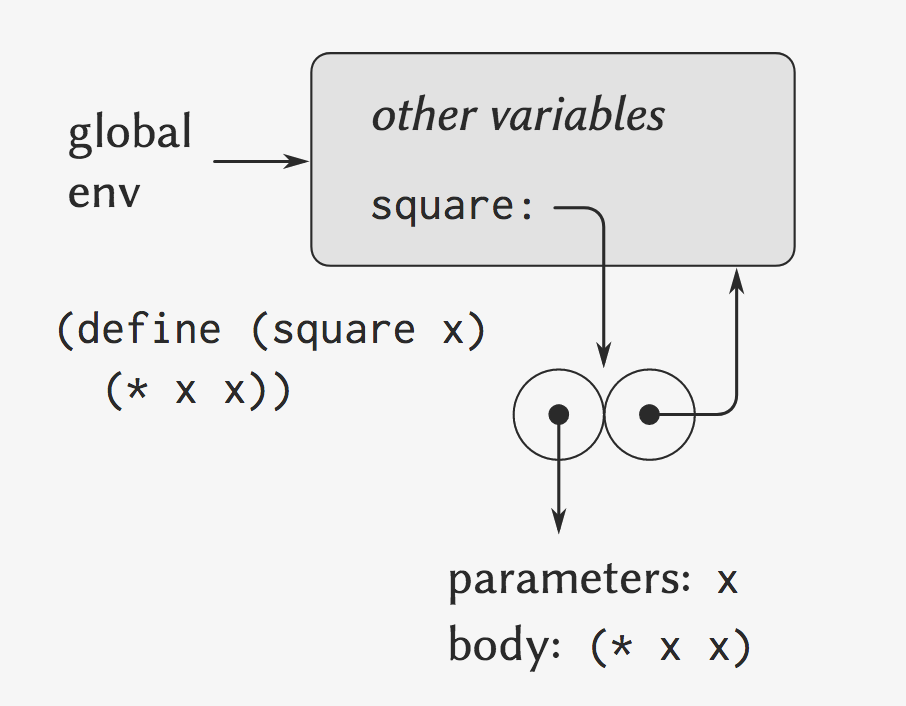 global
env
other variables
square:
(define (square x)
(* x x))
parameters: x
body: (* x x)